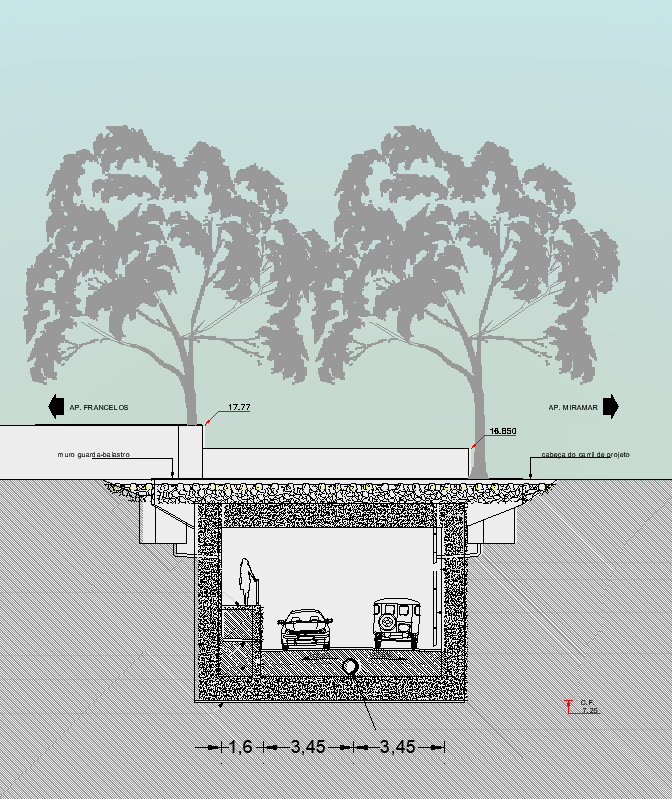 AP. FRANCELOS
17.77
AP. MIRAMAR
16.850
muro guarda-balastro
cabeça do carril de projeto
C.F.
7.25
1,6
3,45
3,45